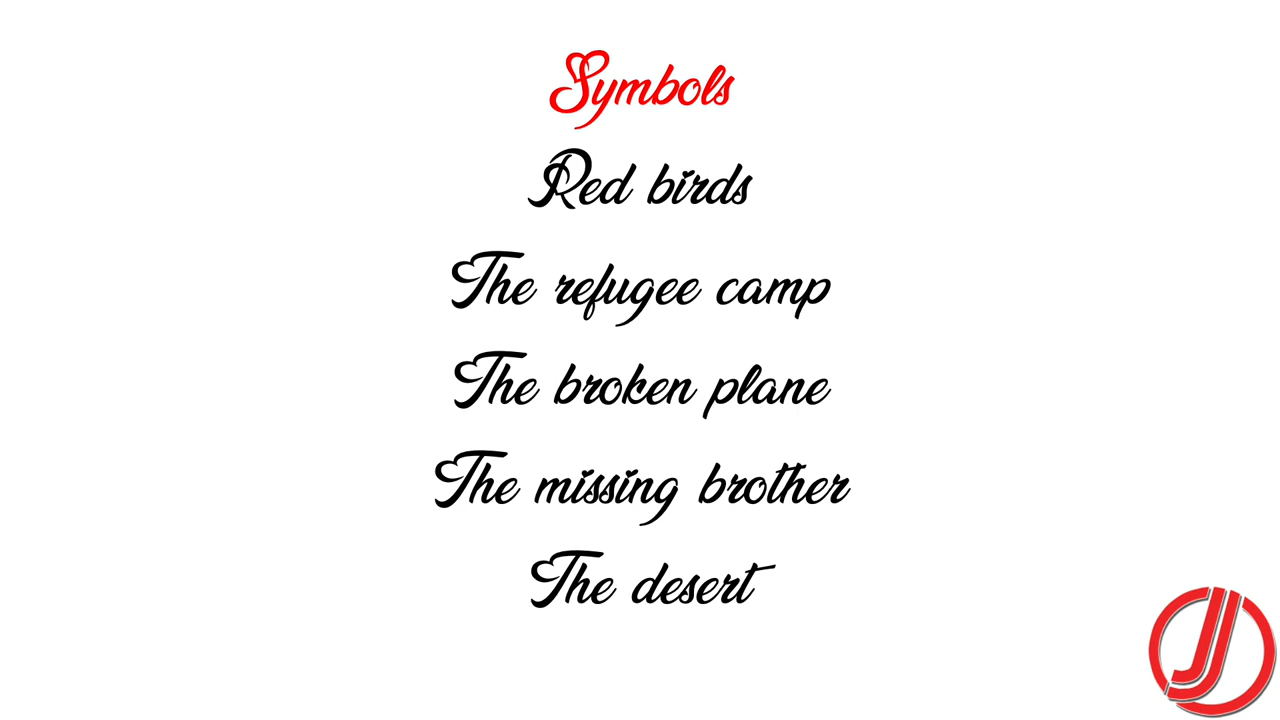 Symbols
Red birds
The refugee camp
The broken plane
The missing brother
The desert